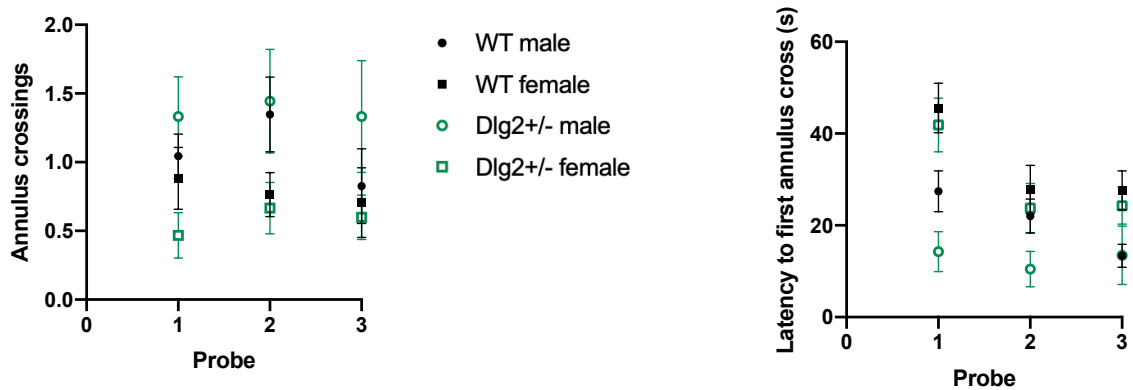 Annulus crossings
2.0
1.5
1.0
0.5
0.0
0 1 2 3
Probe
WT male
WT female
Dlg2+/- male
Dlg2+/- female
Latency to first annulus cross (s)
60
40
20
0
0 1 2 3
Probe